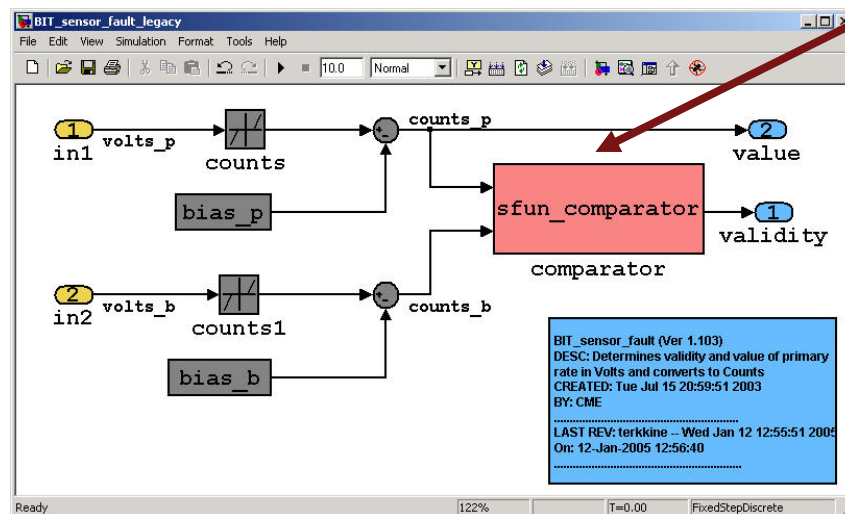 BIT_sensor_fault_legacy
File Edit View Simulation Format Tools Help
10.0 Normal
1
in1
volts_p
counts
counts_p
2
value
bias_p
sfun_comparator
comparator
1
validity
2
in2
volts_b
counts1
counts_b
bias_b
BIT_sensor_fault (Ver 1.103)
DESC: Determines validity and value of primary
rate in Volts and converts to Counts
CREATED: Tue Jul 15 20:59:51 2003
BY: CME
LAST REV: terkkine -- Wed Jan 12 12:55:51 2005
On: 12-Jan-2005 12:56:40
Ready 122% T=0.00 FixedStepDiscrete